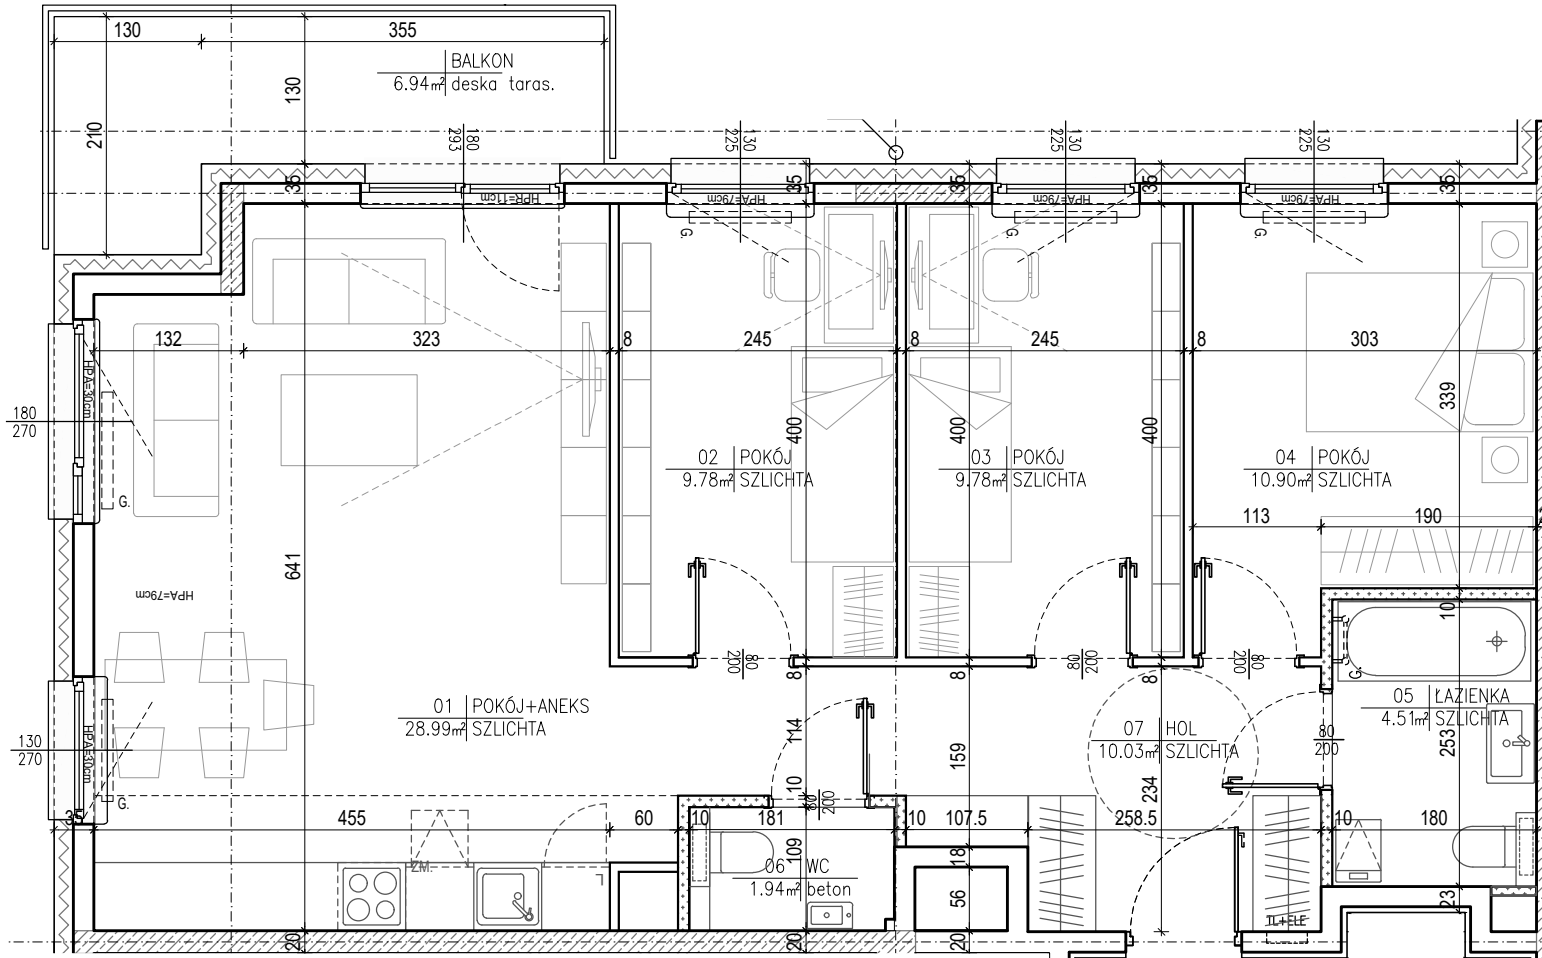 130
355
BALKON
6.94m² deska taras.
130
210
180
293
130
225
130
225
130
225
35
35
35
35
35
HPR=11cm
HPA=79cm
HPA=79cm
HPA=79cm
G.
G.
G.
132
323
8
245
8
245
8
303
HPA=30cm
180
270
339
400
400
400
02 POKÓJ
9.78m² SZLICHTA
03 POKÓJ
9.78m² SZLICHTA
04 POKÓJ
10.90m² SZLICHTA
G.
113
190
641
HPA=79cm
10
80
200
80
200
80
200
8
8
8
G.
01 POKÓJ+ANEKS
28.99m² SZLICHTA
05 ŁAZIENKA
4.51m² SZLICHTA
07 HOL
10.03m² SZLICHTA
114
159
253
80
200
130
270
HPA=30cm
10
234
G.
80
200
455
60
10
181
10
107.5
258.5
10
180
109
18
ZM.
06 WC
1.94m² beton
56
23
TL+ELE
20
20
20